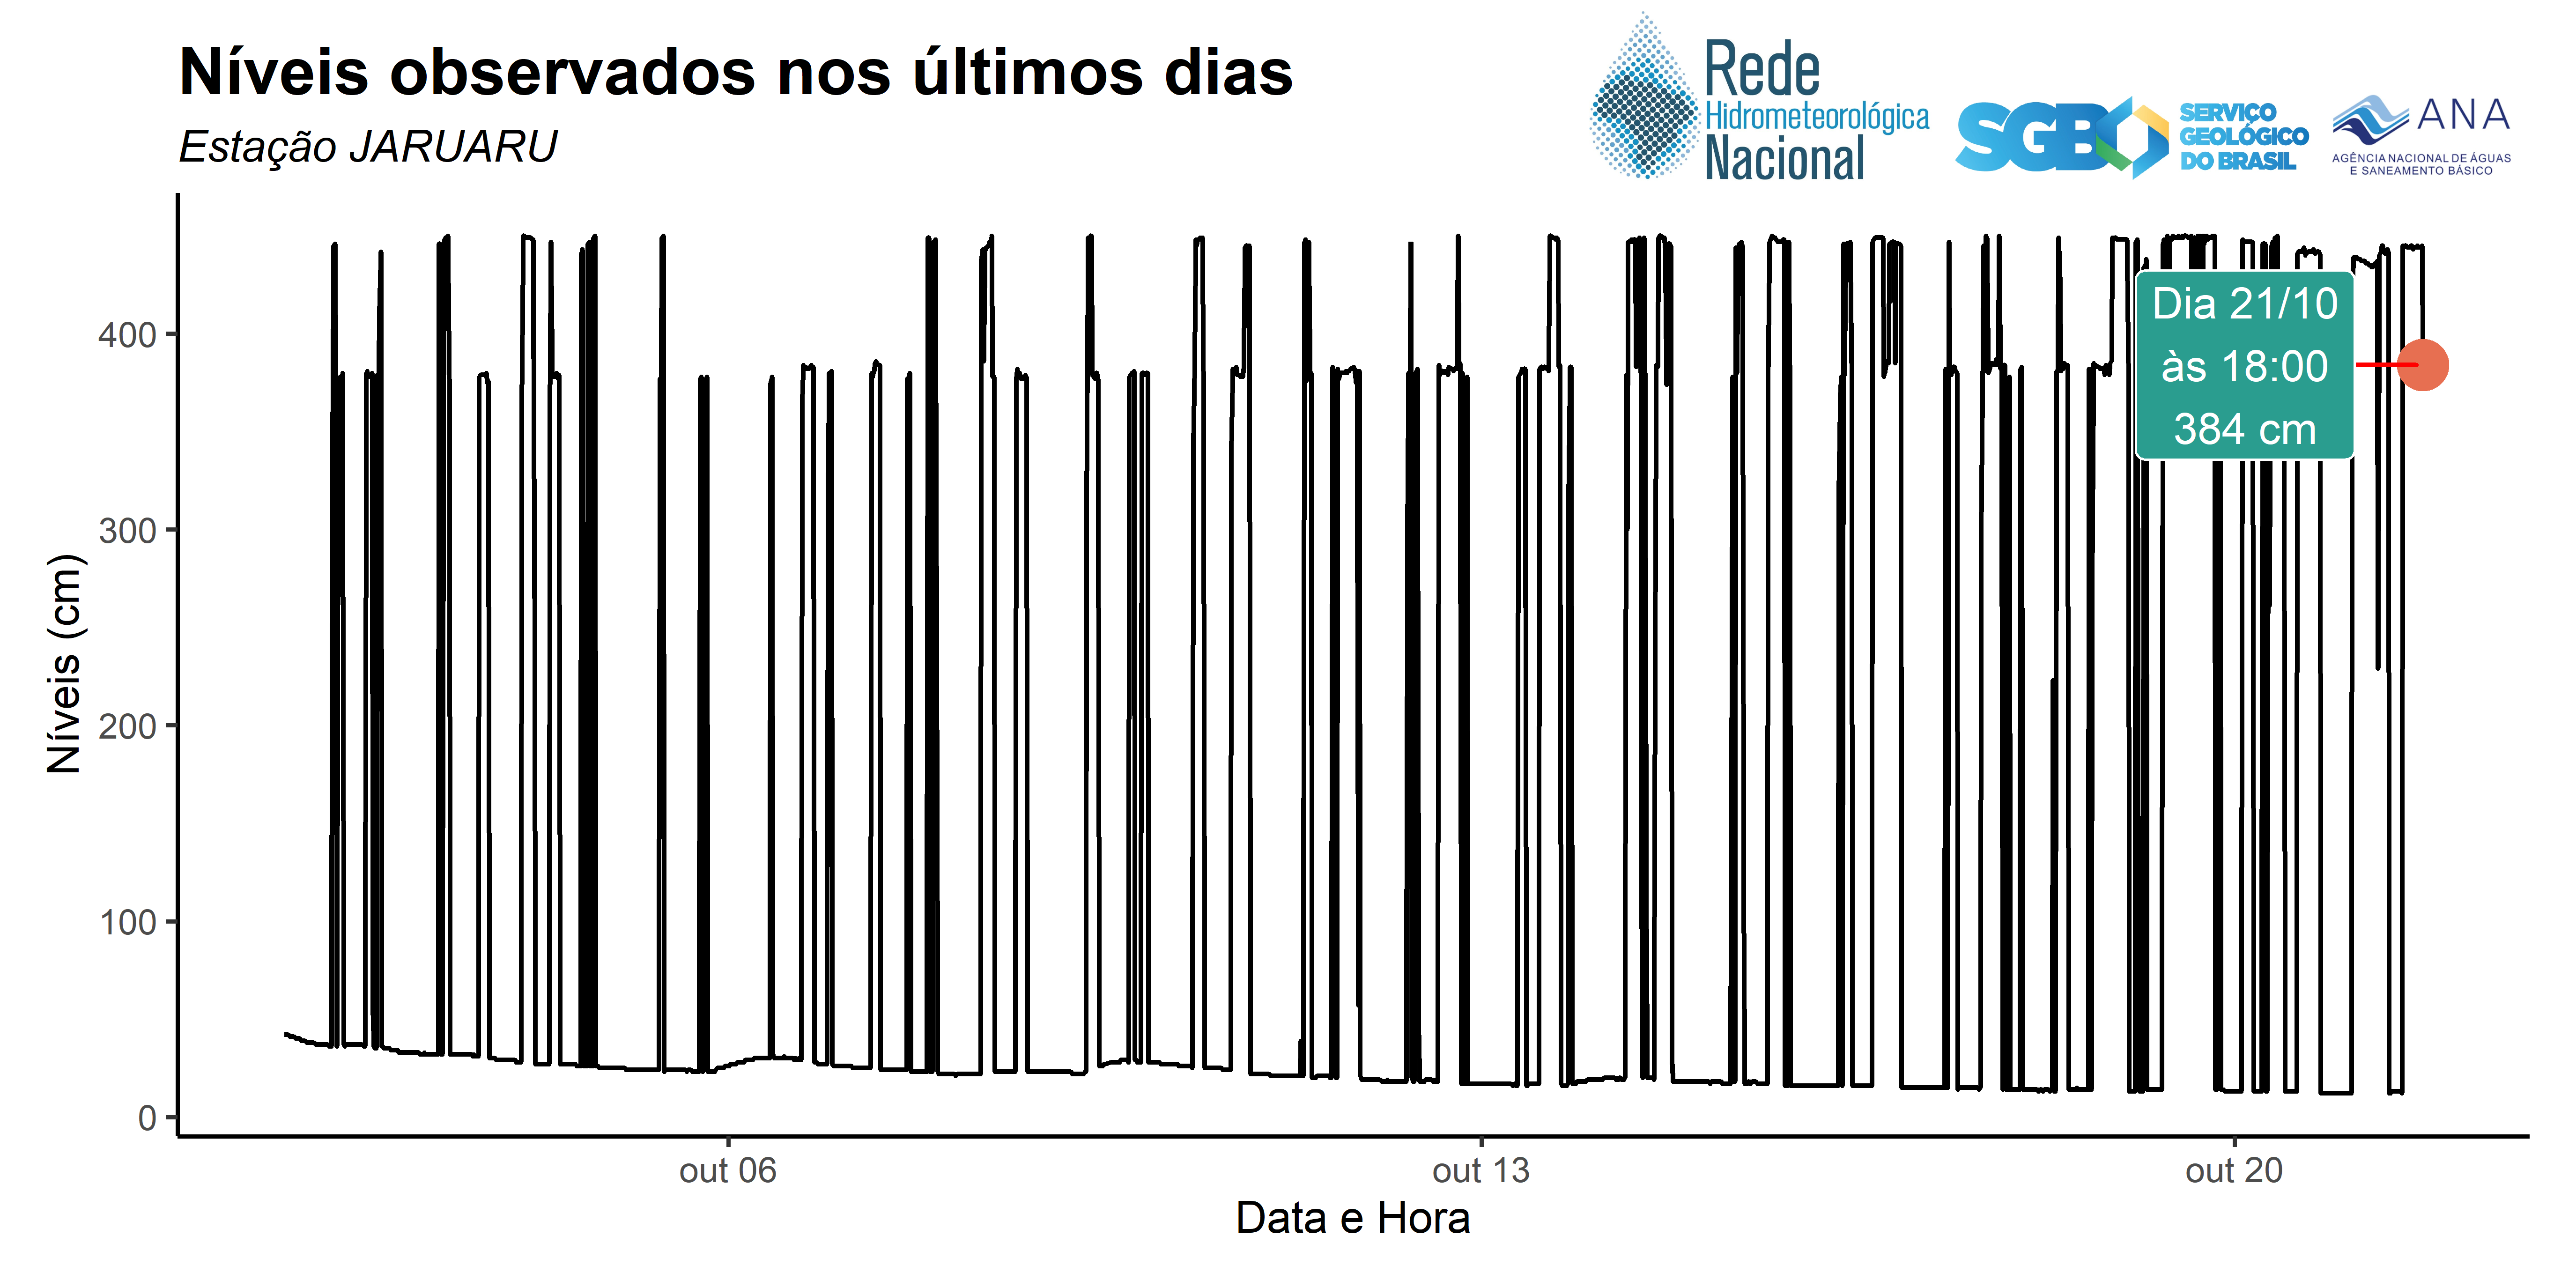 Níveis observados nos últimos dias
Estação JARUARU
Rede
Hidrometeorológica
Nacional
SGB
SERVIÇO
GEOLÓGICO
DO BRASIL
ANA
AGÊNCIA NACIONAL DE ÁGUAS
E SANEAMENTO BÁSICO
Níveis (cm)
400
300
200
100
0
Dia 21/10
às 18:00
384 cm
out 06
out 13
out 20
Data e Hora